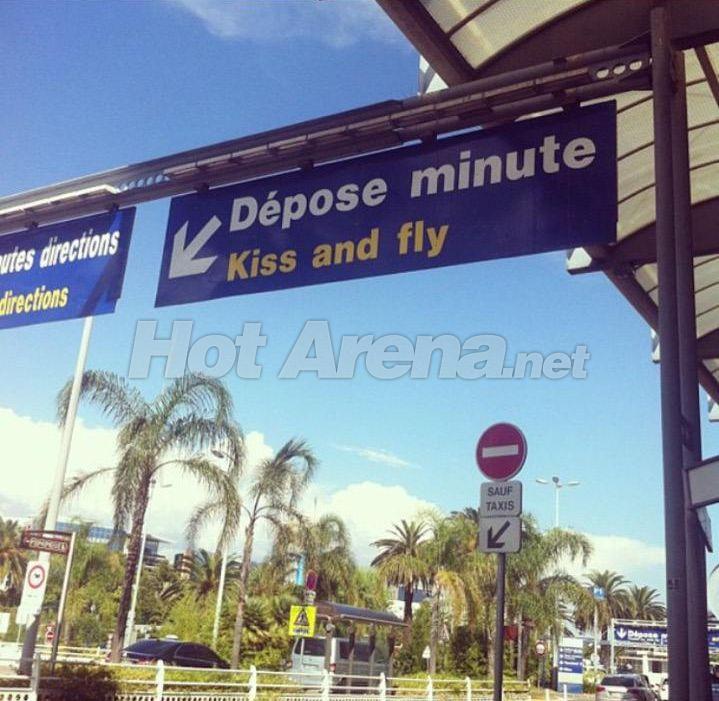 Dépose minute
Kiss and fly
utes directions
directions
Hot Arena.net
SAUF
TAXIS